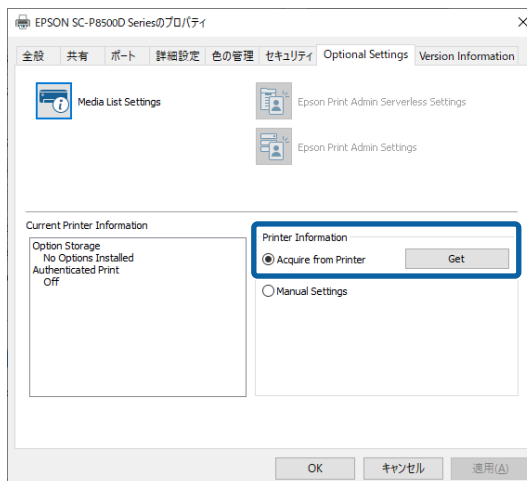 EPSON SC-P8500D Seriesのプロパティ
全般 共有 ポート 詳細設定 色の管理 セキュリティ Optional Settings Version Information
Media List Settings
Epson Print Admin Serverless Settings
Epson Print Admin Settings
Current Printer Information
Option Storage
No Options Installed
Authenticated Print
Off
Printer Information
Acquire from Printer Get
Manual Settings
OK キャンセル 適用(A)